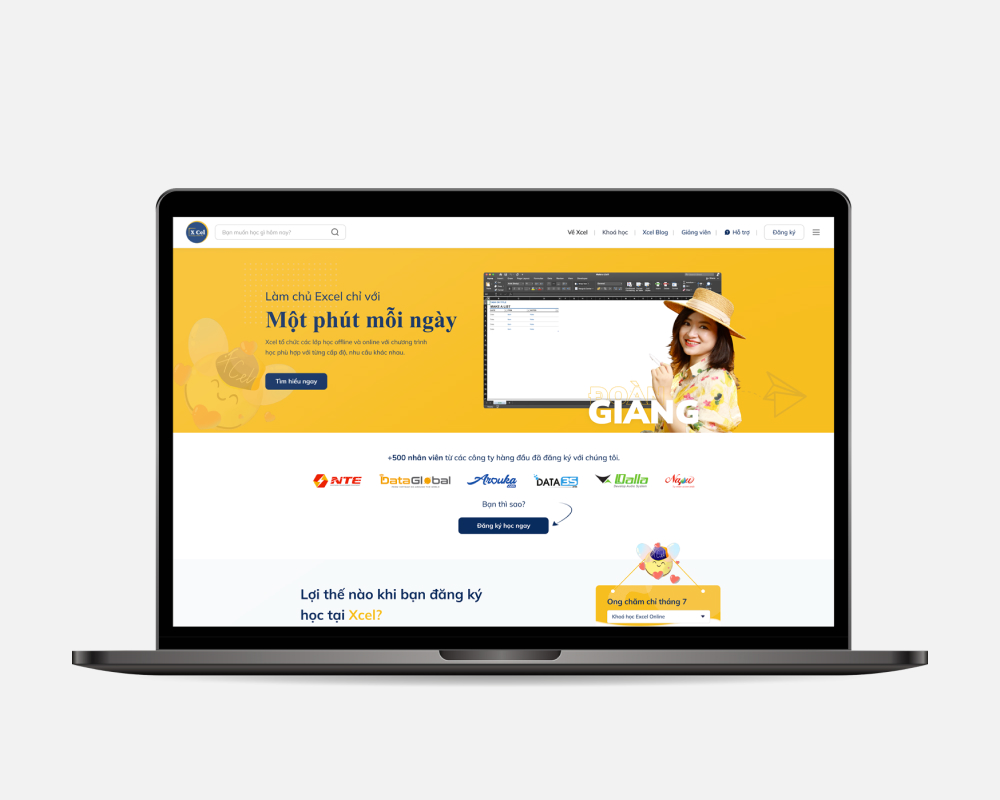 X Cel
Bạn muốn học gì hôm nay?
Về Xcel | Khoá học | Xcel Blog | Giảng viên | Hỗ trợ | Đăng ký
Làm chủ Excel chỉ với
Một phút mỗi ngày
Xcel tổ chức các lớp học offline và online với chương trình
học phù hợp với từng cấp độ, nhu cầu khác nhau.
Tìm hiểu ngay
ĐOÀN
GIANG
+500 nhân viên từ các công ty hàng đầu đã đăng ký với chúng tôi.
NTE
DataGlobal
Arouka
DATA 35
Dalla
Bạn thì sao?
Đăng ký học ngay
Lợi thế nào khi bạn đăng ký
học tại Xcel?
Ong chăm chỉ tháng 7
Khoá học Excel Online